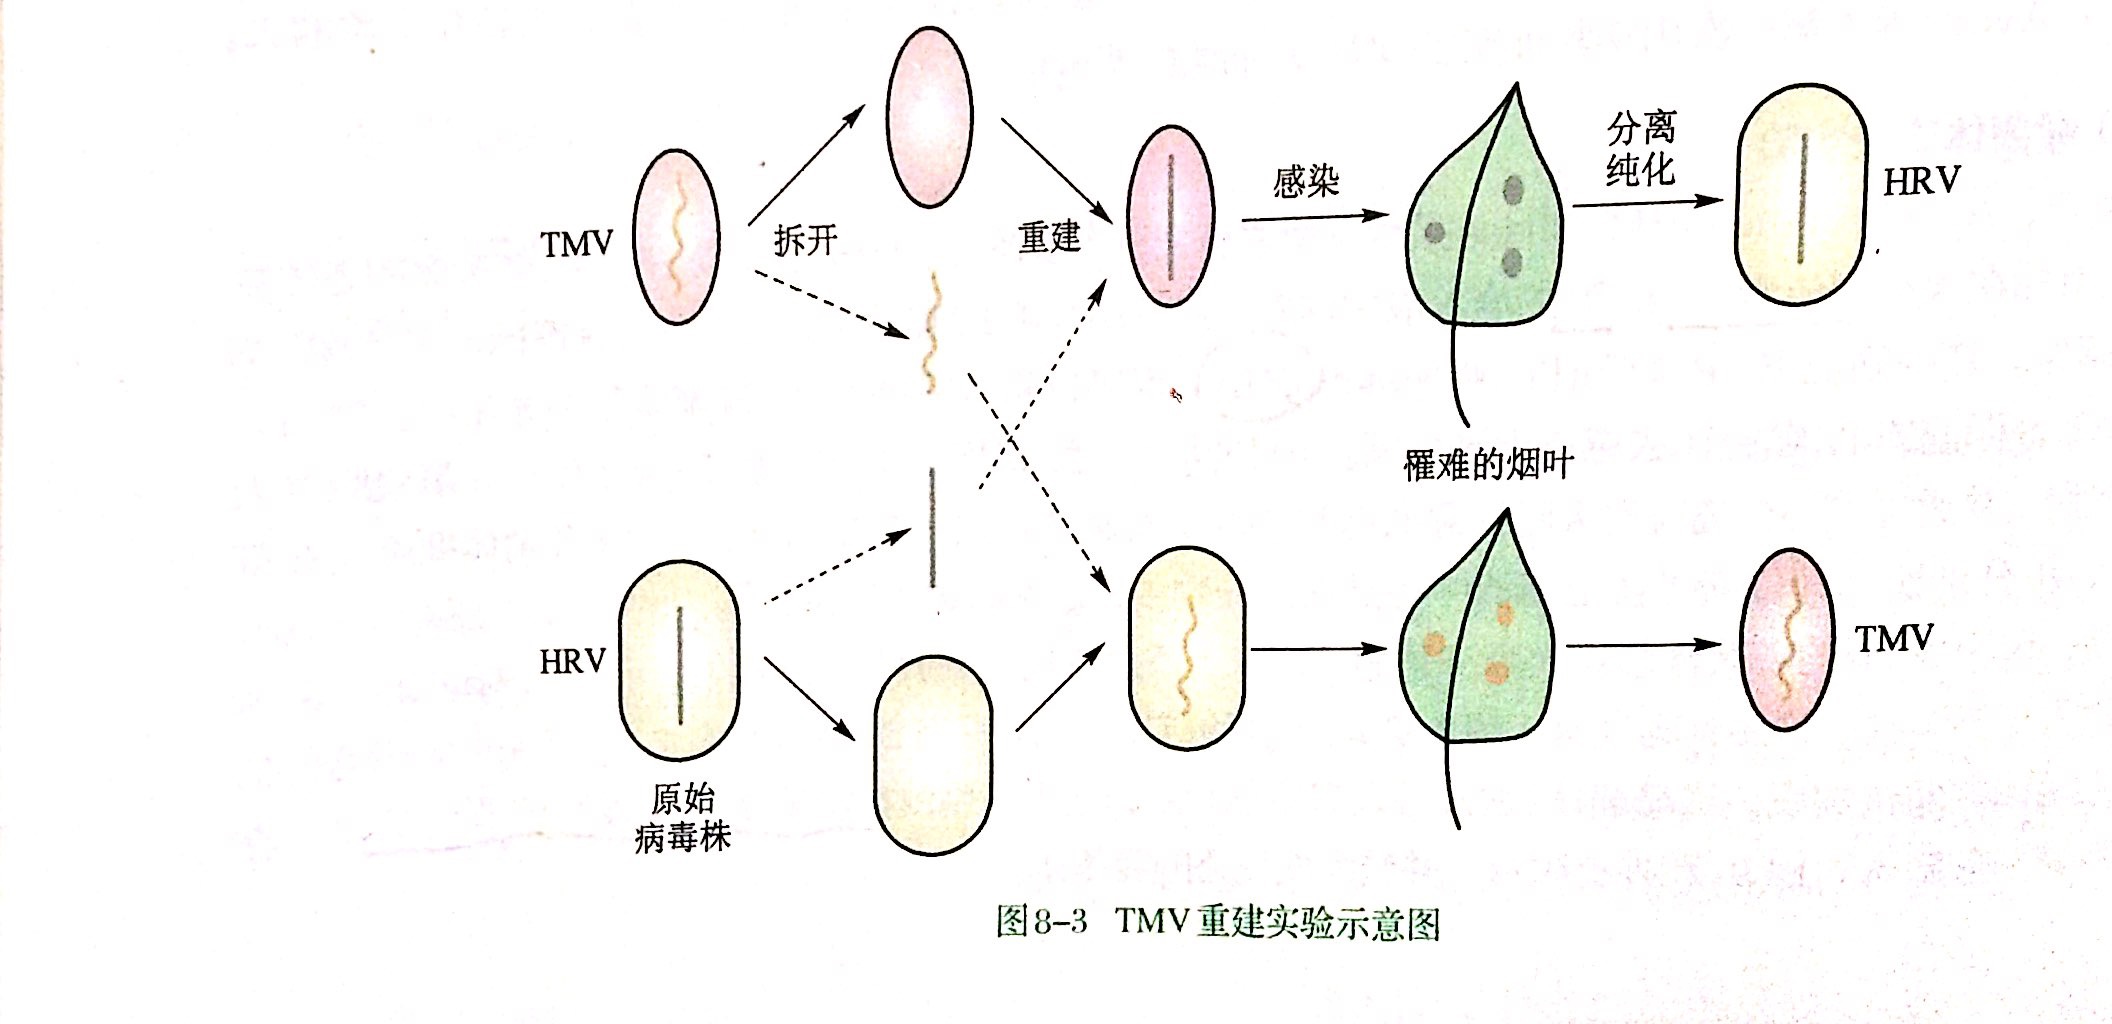 TMV
拆开
重建
感染
分离
纯化
HRV
罹难的烟叶
HRV
原始
病毒株
TMV
图8-3 TMV重建实验示意图